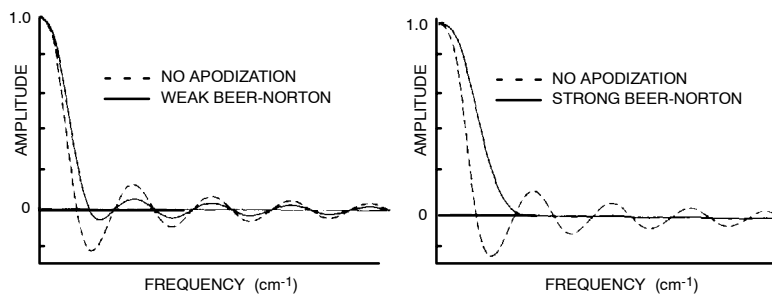 1.0
AMPLITUDE
NO APODIZATION
WEAK BEER-NORTON
0
FREQUENCY (cm-1)
1.0
AMPLITUDE
NO APODIZATION
STRONG BEER-NORTON
0
FREQUENCY (cm-1)